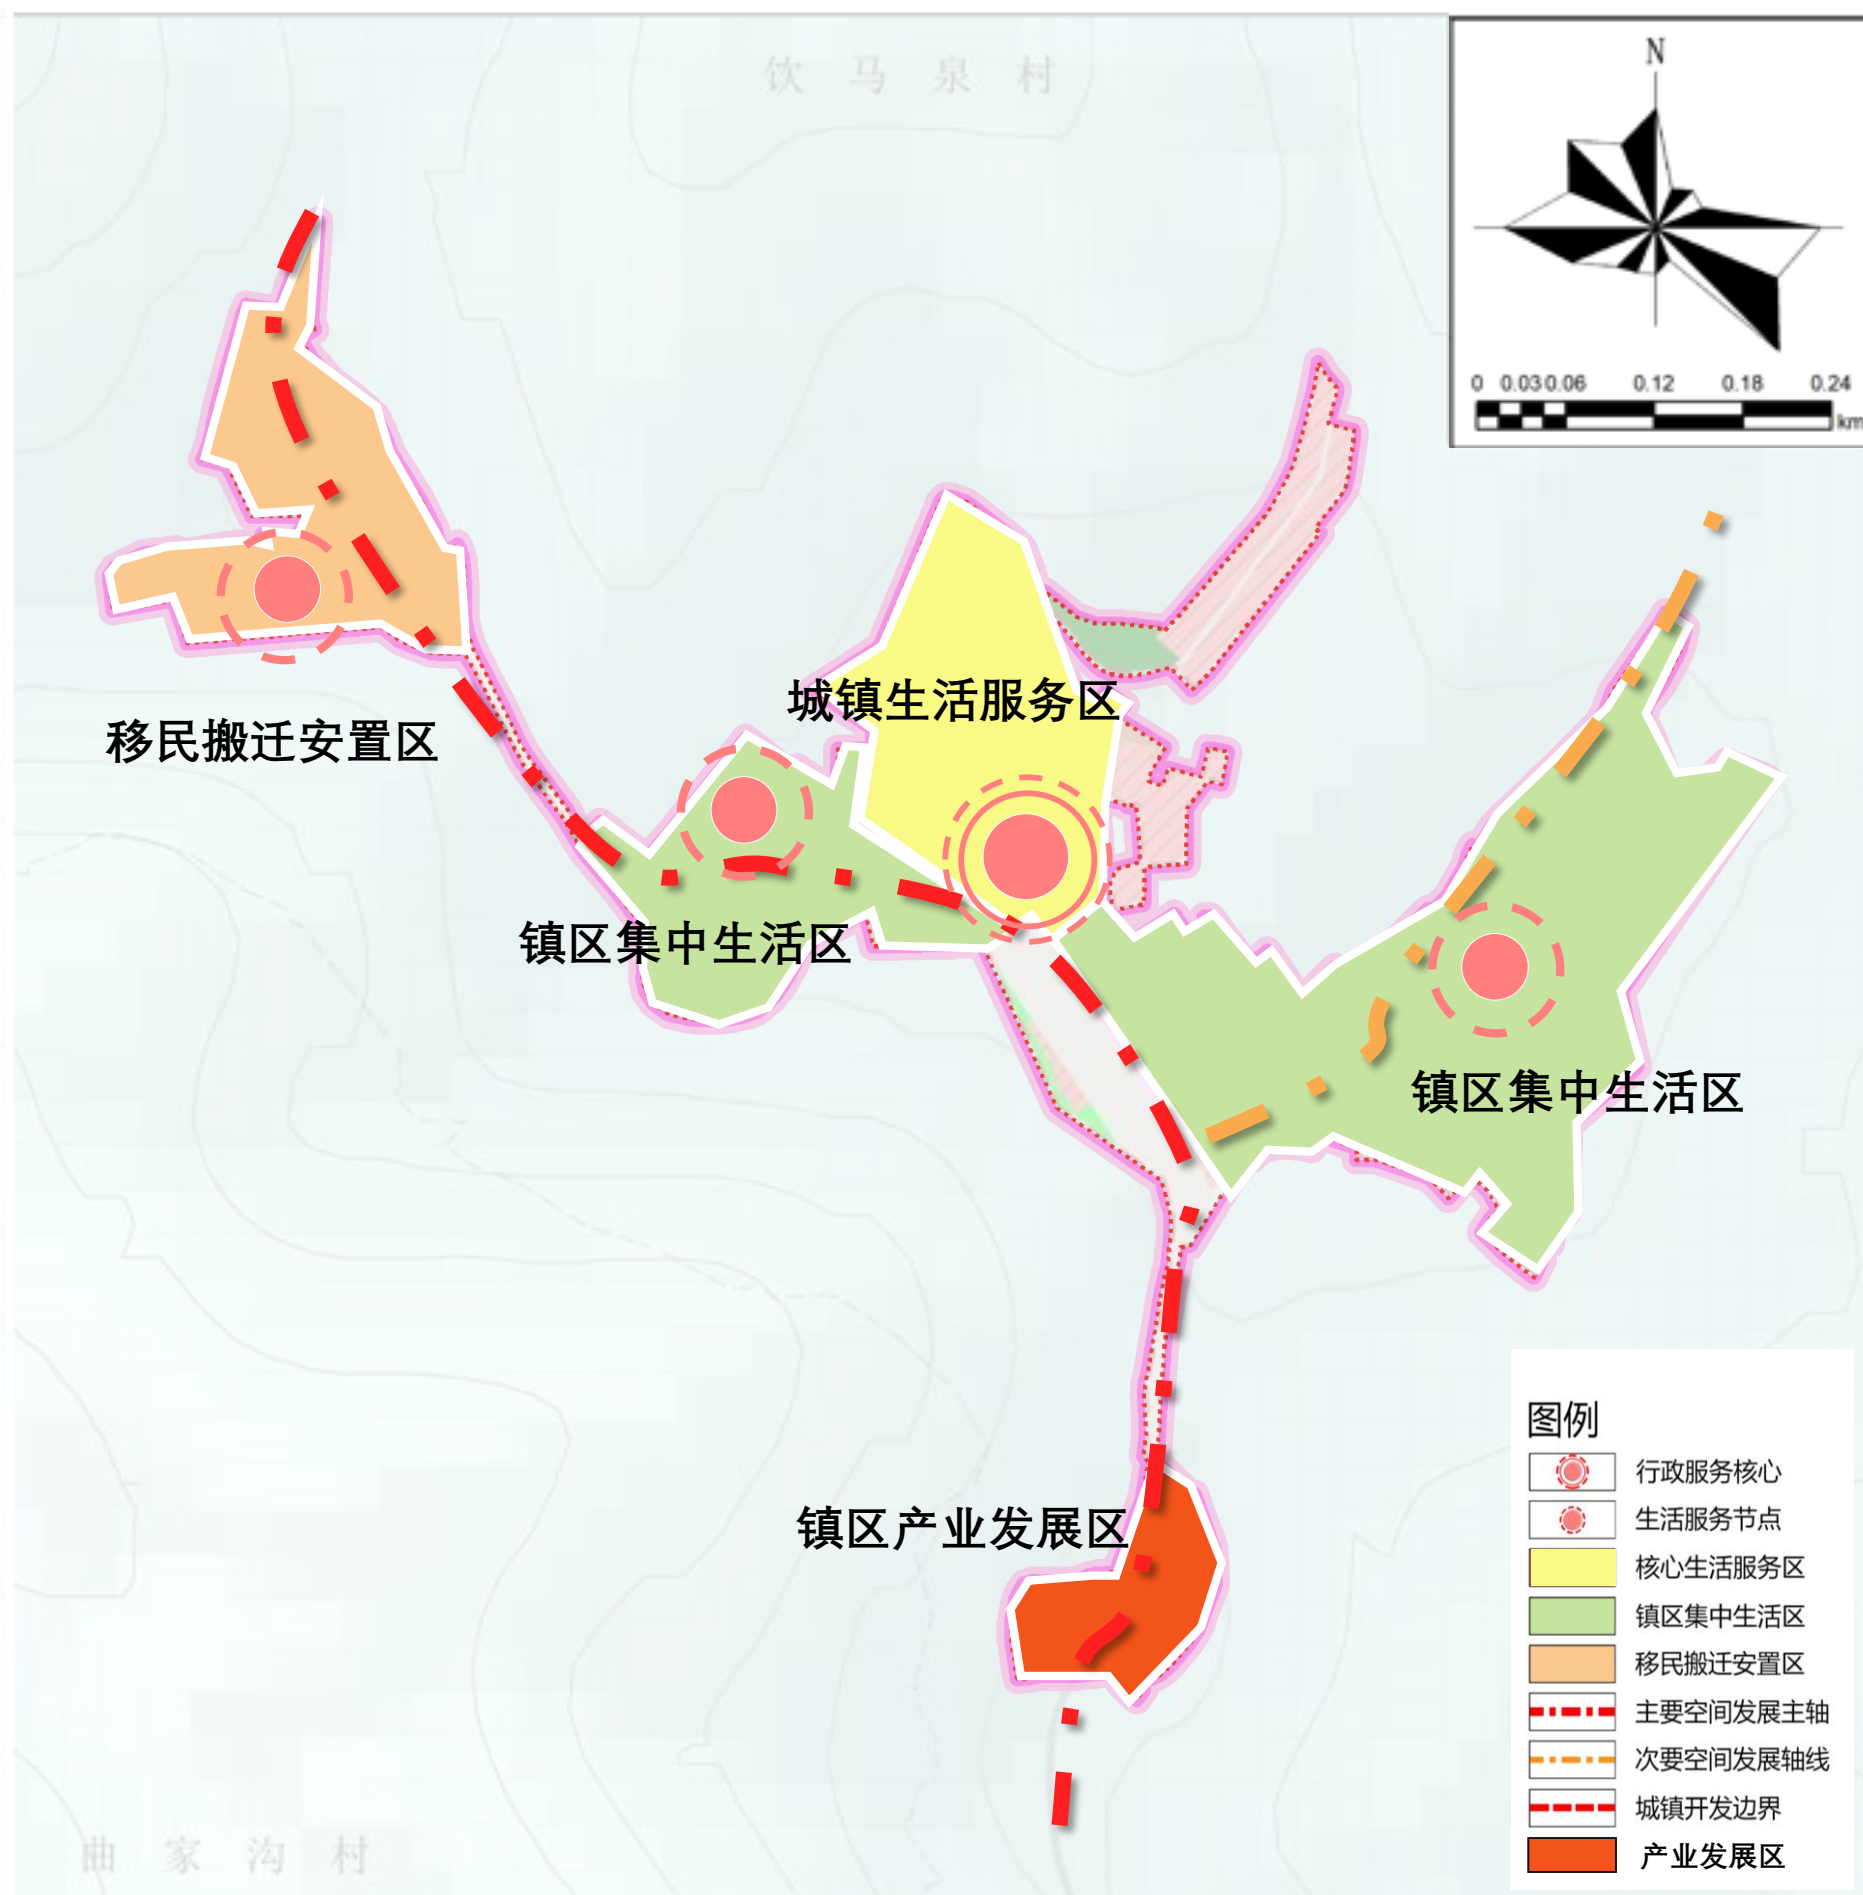 饮马泉村
N
0 0.03 0.06 0.12 0.18 0.24
km
城镇生活服务区
移民搬迁安置区
镇区集中生活区
镇区集中生活区
镇区产业发展区
曲家沟村
图例
行政服务核心
生活服务节点
核心生活服务区
镇区集中生活区
移民搬迁安置区
主要空间发展主轴
次要空间发展轴线
城镇开发边界
产业发展区